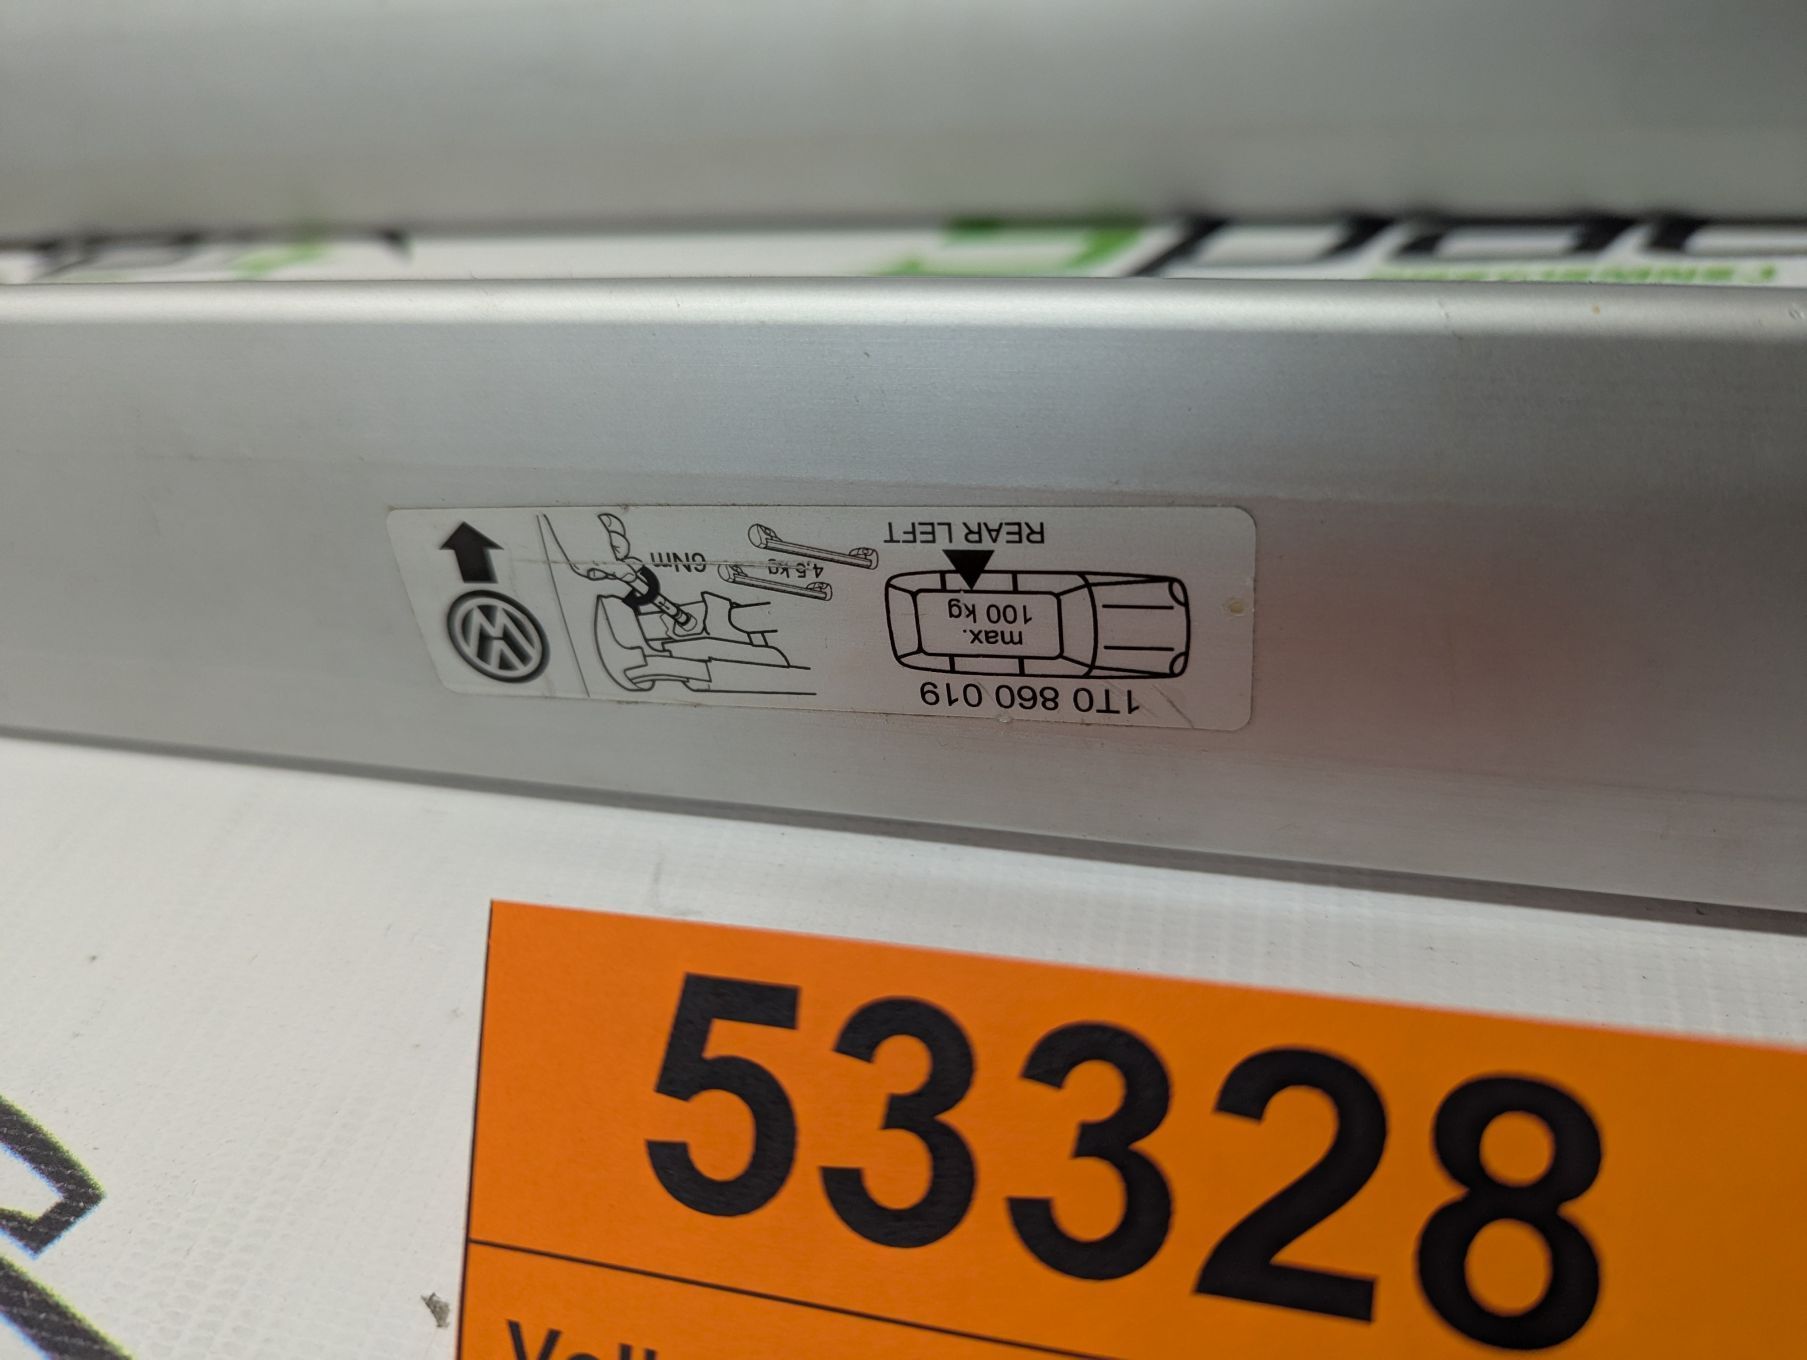 REAR LEFT
max.
100 kg
1T0 860 019
4,5 kg
6Nm
53328